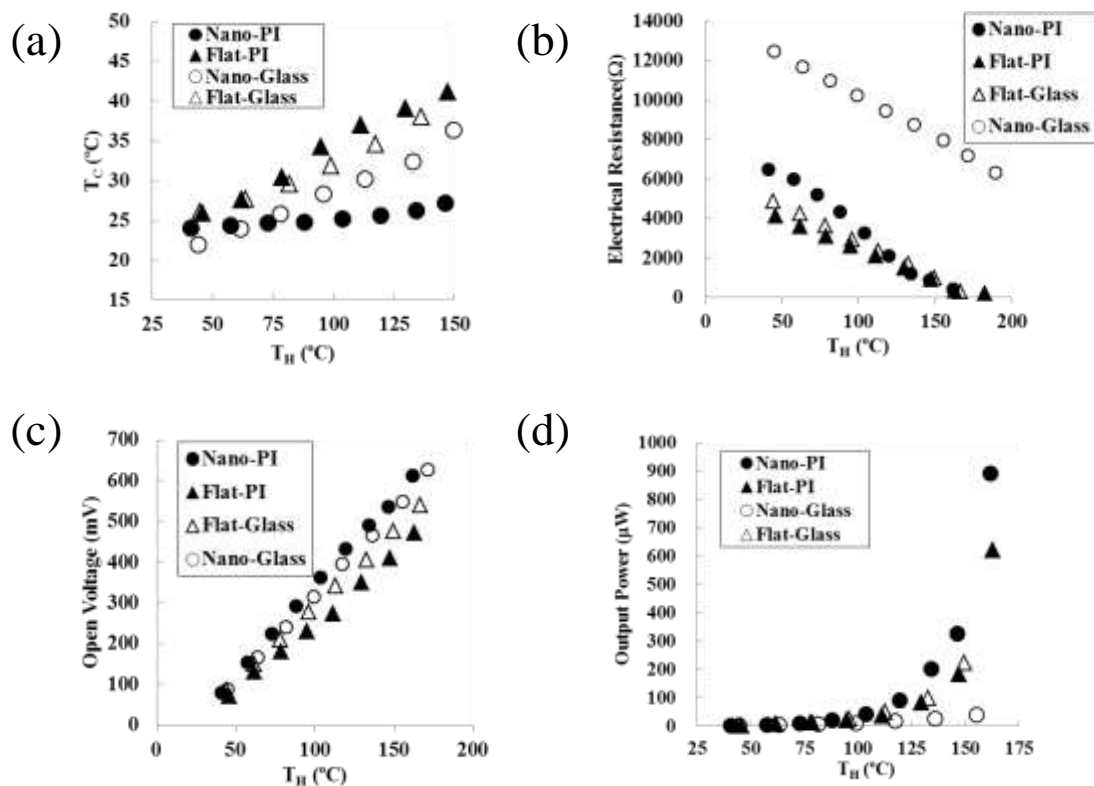 (a)
50
45
40
35
30
25
20
15
T_C (ºC)
Nano-PI
Flat-PI
Nano-Glass
Flat-Glass
25 50 75 100 125 150
T_H (ºC)
(b)
14000
12000
10000
8000
6000
4000
2000
0
Electrical Resistance(Ω)
Nano-PI
Flat-PI
Flat-Glass
Nano-Glass
0 50 100 150 200
T_H (ºC)
(c)
700
600
500
400
300
200
100
0
Open Voltage (mV)
Nano-PI
Flat-PI
Flat-Glass
Nano-Glass
0 50 100 150 200
T_H (ºC)
(d)
1000
900
800
700
600
500
400
300
200
100
0
Output Power (µW)
Nano-PI
Flat-PI
Nano-Glass
Flat-Glass
25 50 75 100 125 150 175
T_H (ºC)